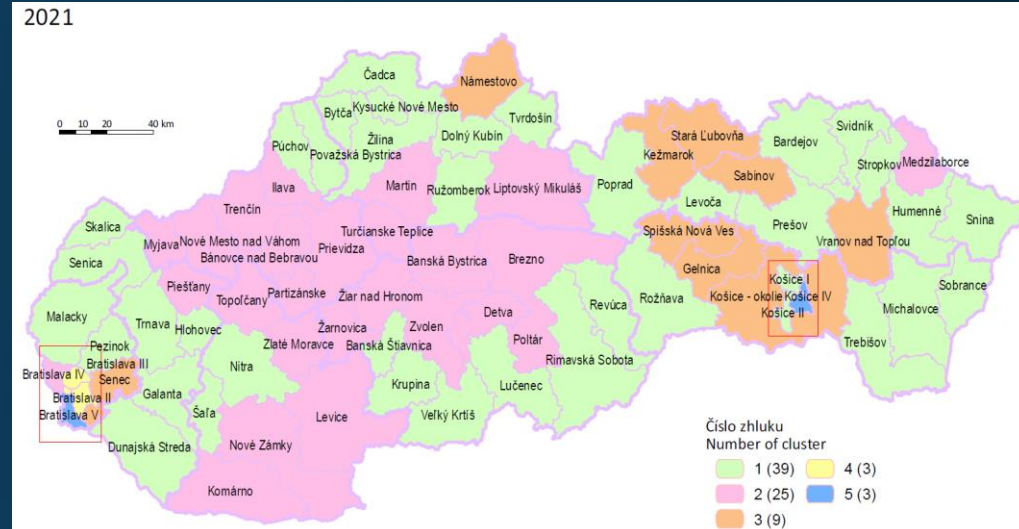 2021
Čadca
Námestovo
Bytča
Kysucké Nové Mesto
Tvrdošín
0 10 20 40 km
Žilina
Dolný Kubín
Púchov
Považská Bystrica
Stará Ľubovňa
Kežmarok
Bardejov
Svidník
Stropkov
Medzilaborce
Sabinov
Ilava
Martin
Ružomberok
Liptovský Mikuláš
Poprad
Levoča
Prešov
Humenné
Snina
Trenčín
Turčianske Teplice
Spišská Nová Ves
Vranov nad Topľou
Skalica
Myjava
Nové Mesto nad Váhom
Prievidza
Bánovce nad Bebravou
Banská Bystrica
Brezno
Gelnica
Senica
Piešťany
Topoľčany
Partizánske
Žiar nad Hronom
Revúca
Rožňava
Košice I
Košice - okolie
Košice IV
Košice II
Michalovce
Sobrance
Malacky
Trnava
Hlohovec
Žarnovica
Zvolen
Detva
Zlaté Moravce
Banská Štiavnica
Poltár
Rimavská Sobota
Trebišov
Pezinok
Nitra
Bratislava III
Bratislava IV
Senec
Krupina
Lučenec
Bratislava II
Galanta
Bratislava V
Šaľa
Levice
Veľký Krtíš
Dunajská Streda
Nové Zámky
Komárno
Číslo zhluku
Number of cluster
1 (39)
4 (3)
2 (25)
5 (3)
3 (9)